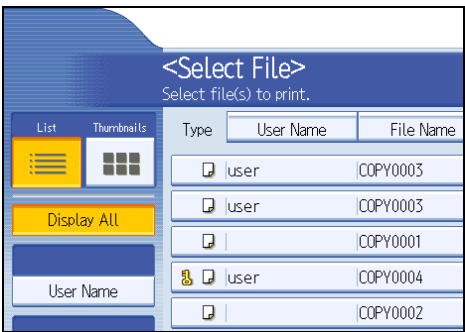 <Select File>
Select file(s) to print.
List Thumbnails
Type User Name File Name
user COPY0003
user COPY0003
Display All
COPY0001
user COPY0004
User Name
COPY0002